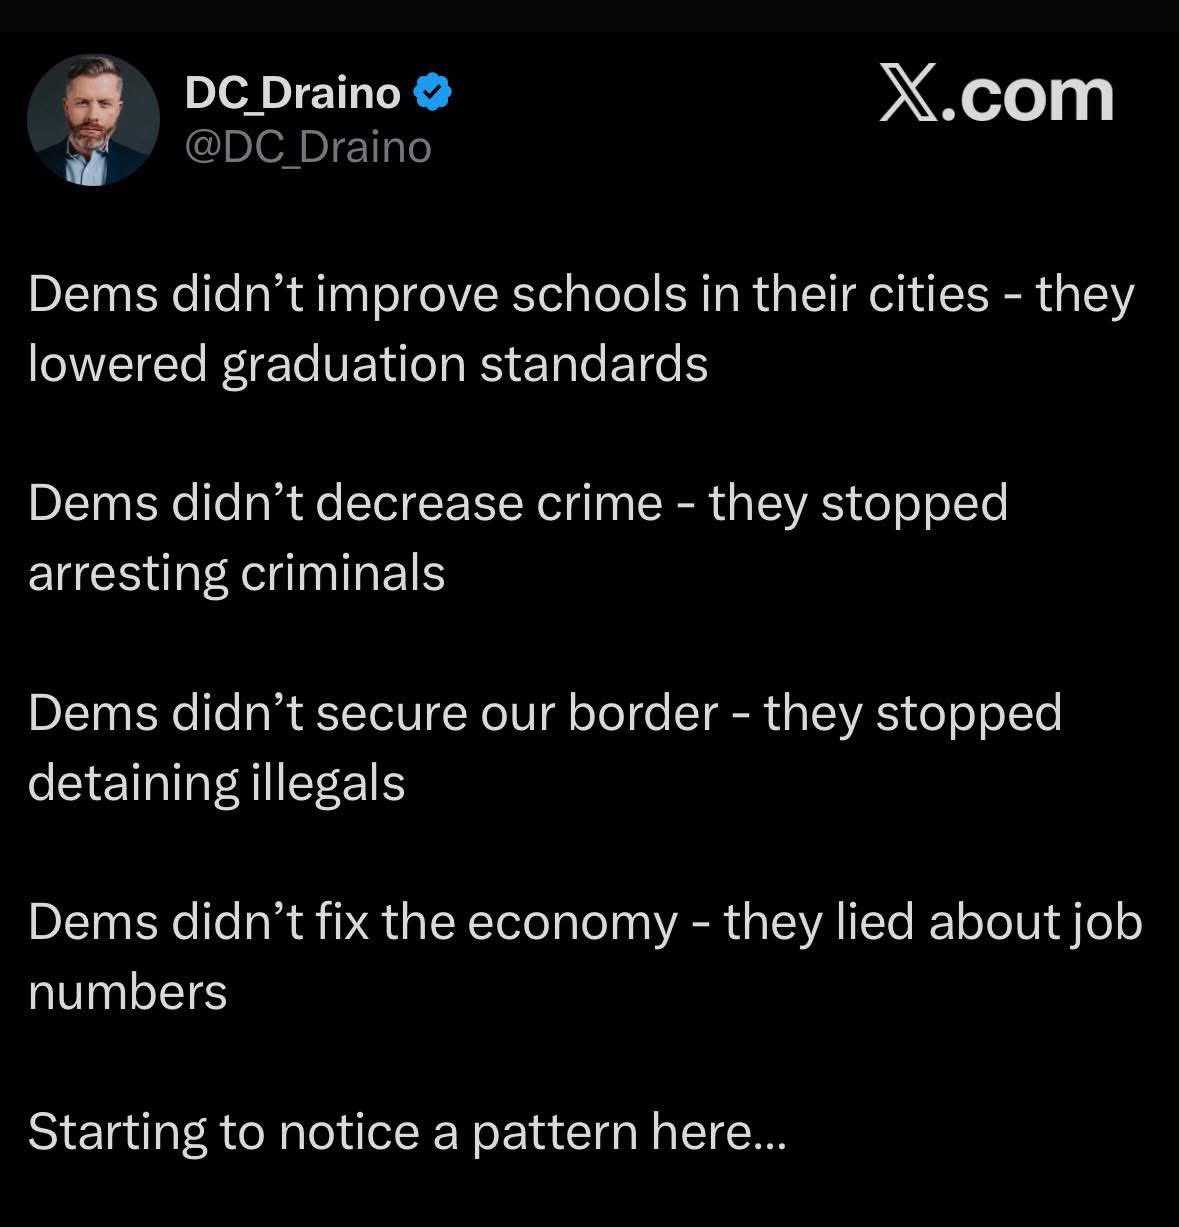 DC_Draino
X.com
@DC_Draino
Dems didn’t improve schools in their cities - they
lowered graduation standards
Dems didn’t decrease crime - they stopped
arresting criminals
Dems didn’t secure our border - they stopped
detaining illegals
Dems didn’t fix the economy - they lied about job
numbers
Starting to notice a pattern here...